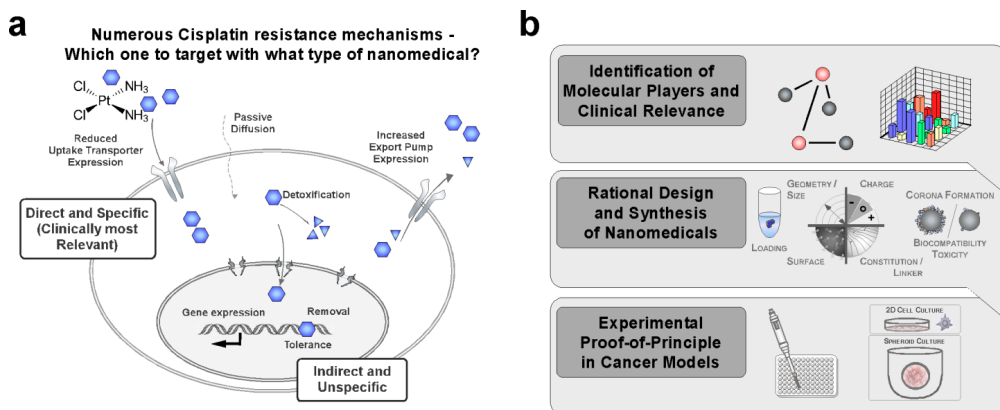 a
Numerous Cisplatin resistance mechanisms -
Which one to target with what type of nanomedical?
Cl
NH3
Pt
Cl
NH3
Reduced
Uptake Transporter
Expression
Passive
Diffusion
Increased
Export Pump
Expression
Detoxification
Direct and Specific
(Clinically most
Relevant)
Gene expression
Removal
Tolerance
Indirect and
Unspecific
b
Identification of
Molecular Players and
Clinical Relevance
Rational Design
and Synthesis
of Nanomedicals
LOADING
GEOMETRY /
SIZE
CHARGE
-
o
+
SURFACE
CONSTITUTION /
LINKER
CORONA FORMATION
BIOCOMPATIBILITY
TOXICITY
Experimental
Proof-of-Principle
in Cancer Models
2D CELL CULTURE
SPHEROID CULTURE